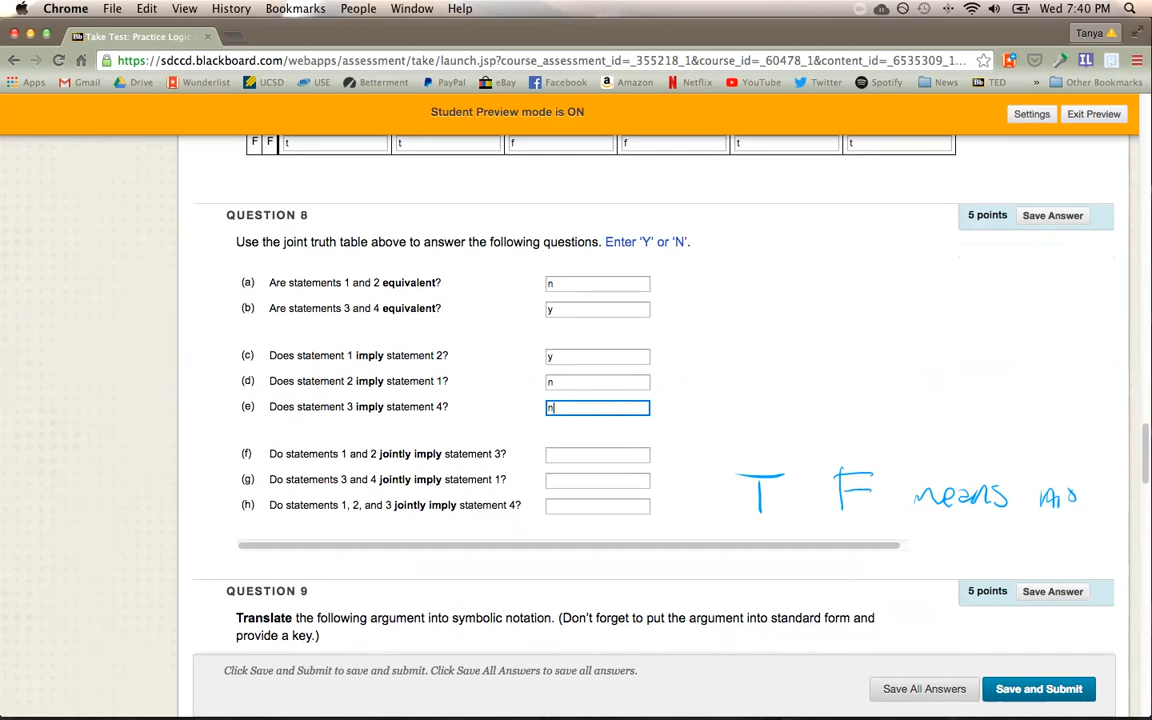 Chrome File Edit View History Bookmarks People Window Help Wed 7:40 PM
Take Test: Practice Logic × Tanya
https://sdccd.blackboard.com/webapps/assessment/take/launch.jsp?course_assessment_id=_355218_1&course_id=_60478_1&content_id=_6535309_1...
Apps Gmail Drive Wunderlist UCSD USE Betterment PayPal eBay Facebook Amazon Netflix YouTube Twitter Spotify News TED » Other Bookmarks
Student Preview mode is ON Settings Exit Preview
F F t t f f t t
QUESTION 8 5 points Save Answer
Use the joint truth table above to answer the following questions. Enter ‘Y’ or ‘N’.
(a) Are statements 1 and 2 equivalent? n
(b) Are statements 3 and 4 equivalent? y
(c) Does statement 1 imply statement 2? y
(d) Does statement 2 imply statement 1? n
(e) Does statement 3 imply statement 4? n
(f) Do statements 1 and 2 jointly imply statement 3?
(g) Do statements 3 and 4 jointly imply statement 1?
(h) Do statements 1, 2, and 3 jointly imply statement 4?
T F means no
QUESTION 9 5 points Save Answer
Translate the following argument into symbolic notation. (Don’t forget to put the argument into standard form and
provide a key.)
Click Save and Submit to save and submit. Click Save All Answers to save all answers.
Save All Answers Save and Submit